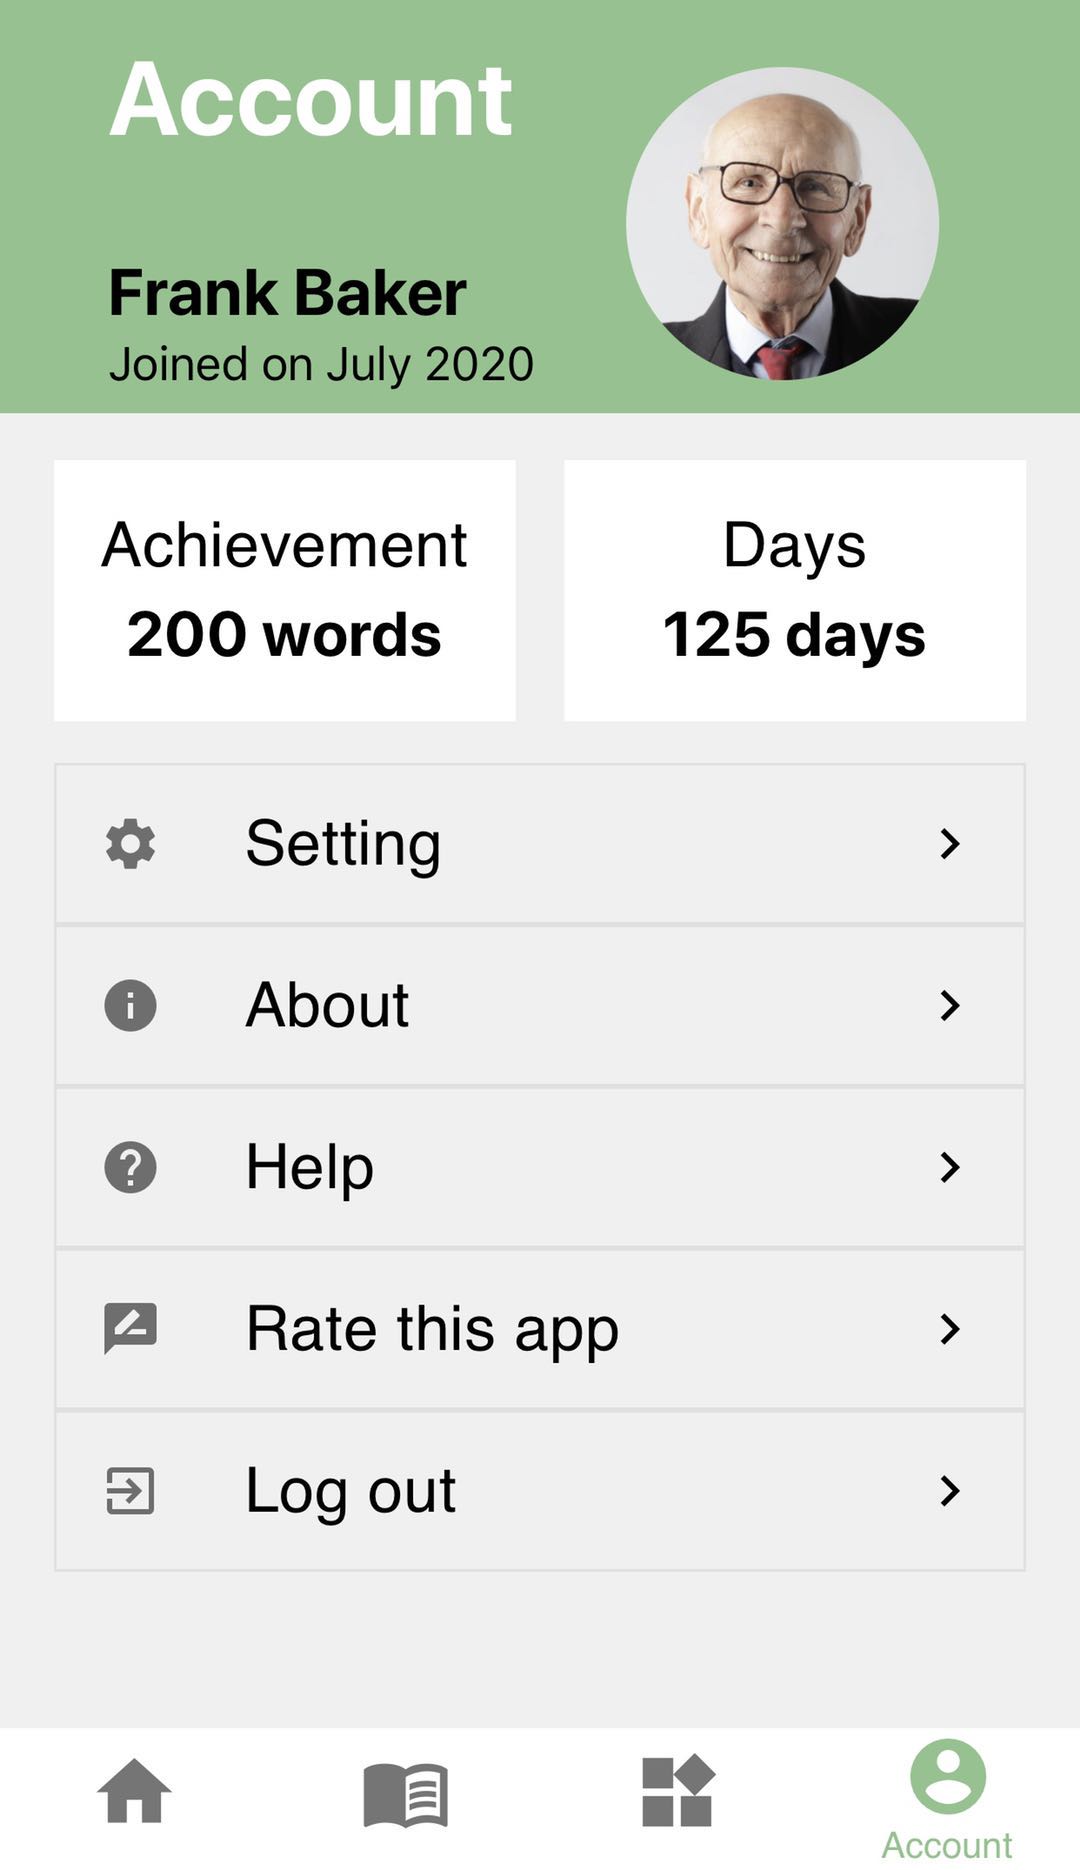 Account
Frank Baker
Joined on July 2020
Achievement
200 words
Days
125 days
Setting
About
Help
Rate this app
Log out
Account